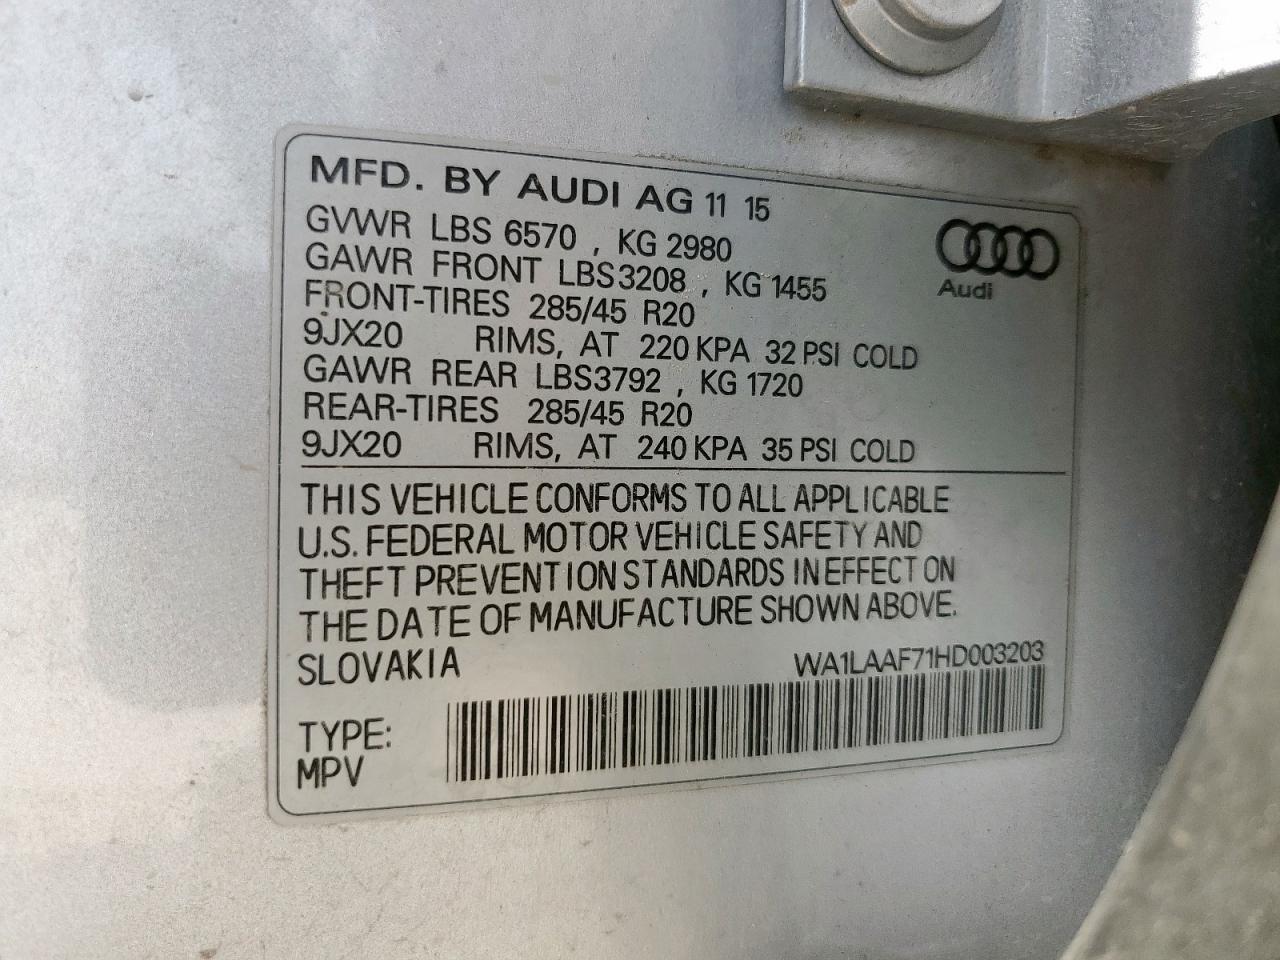 MFD. BY AUDI AG 11 15
GVWR LBS 6570 , KG 2980
GAWR FRONT LBS3208 , KG 1455
FRONT-TIRES 285/45 R20
9JX20 RIMS, AT 220 KPA 32 PSI COLD
GAWR REAR LBS3792 , KG 1720
REAR-TIRES 285/45 R20
9JX20 RIMS, AT 240 KPA 35 PSI COLD
Audi
THIS VEHICLE CONFORMS TO ALL APPLICABLE
U.S. FEDERAL MOTOR VEHICLE SAFETY AND
THEFT PREVENTION STANDARDS IN EFFECT ON
THE DATE OF MANUFACTURE SHOWN ABOVE.
SLOVAKIA WA1LAAF71HD003203
TYPE:
MPV